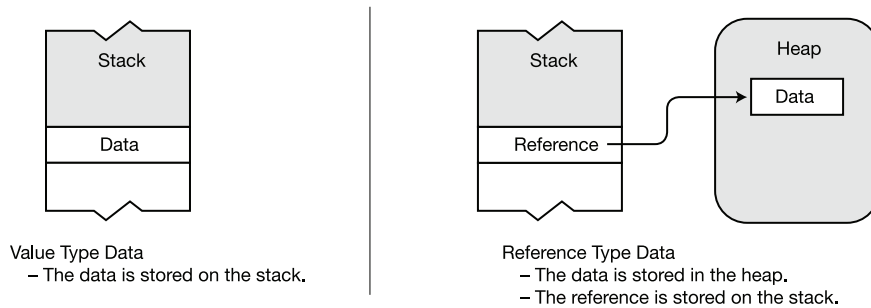 Stack
Data
Value Type Data
– The data is stored on the stack.
Stack
Reference
Heap
Data
Reference Type Data
– The data is stored in the heap.
– The reference is stored on the stack.